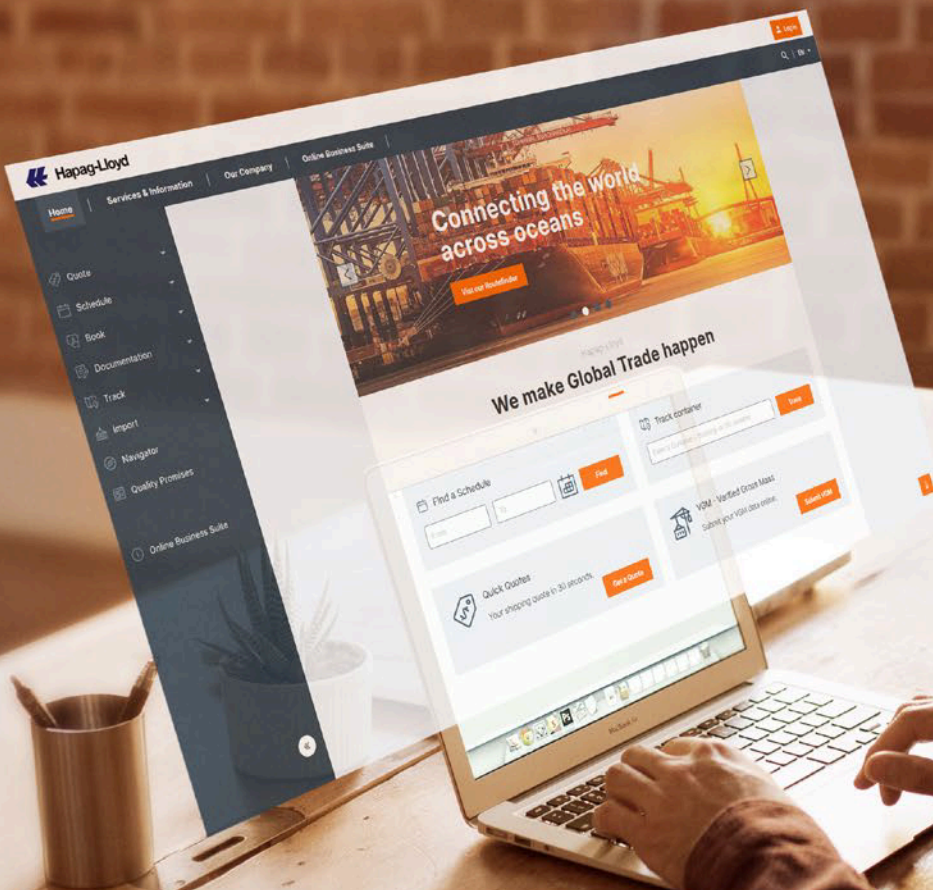 Login
EN
Hapag-Lloyd
Home
Services & Information
Our Company
Online Business Suite
Quote
Schedule
Book
Documentation
Track
Import
Navigator
Quality Promises
Online Business Suite
Connecting the world
across oceans
Visit our Routefinder
Hapag-Lloyd
We make Global Trade happen
Find a Schedule
From
To
Find
Track container
Track
Quick Quotes
Your shipping quote in 30 seconds.
Get a Quote
VGM - Verified Gross Mass
Submit your VGM data online.
Submit VGM
Ps
MacBook Air